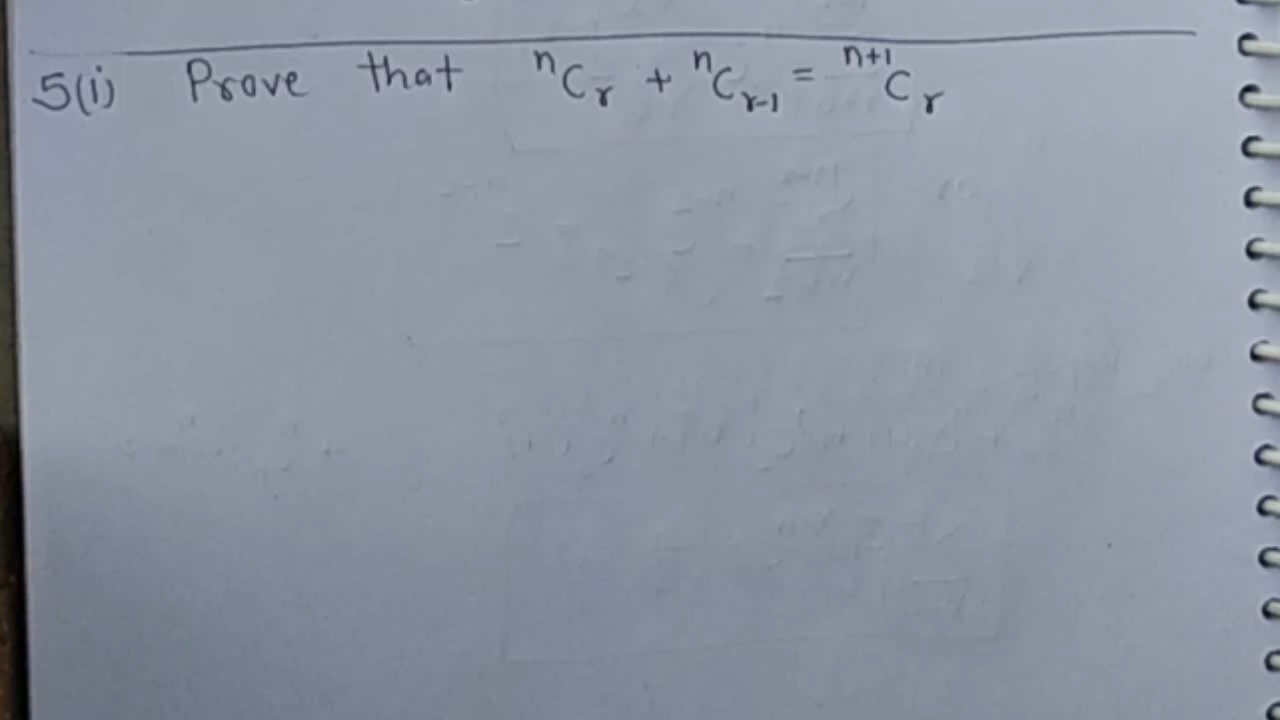 5(i) Prove that ⁿCᵣ + ⁿCᵣ₋₁ = ⁿ⁺¹Cᵣ